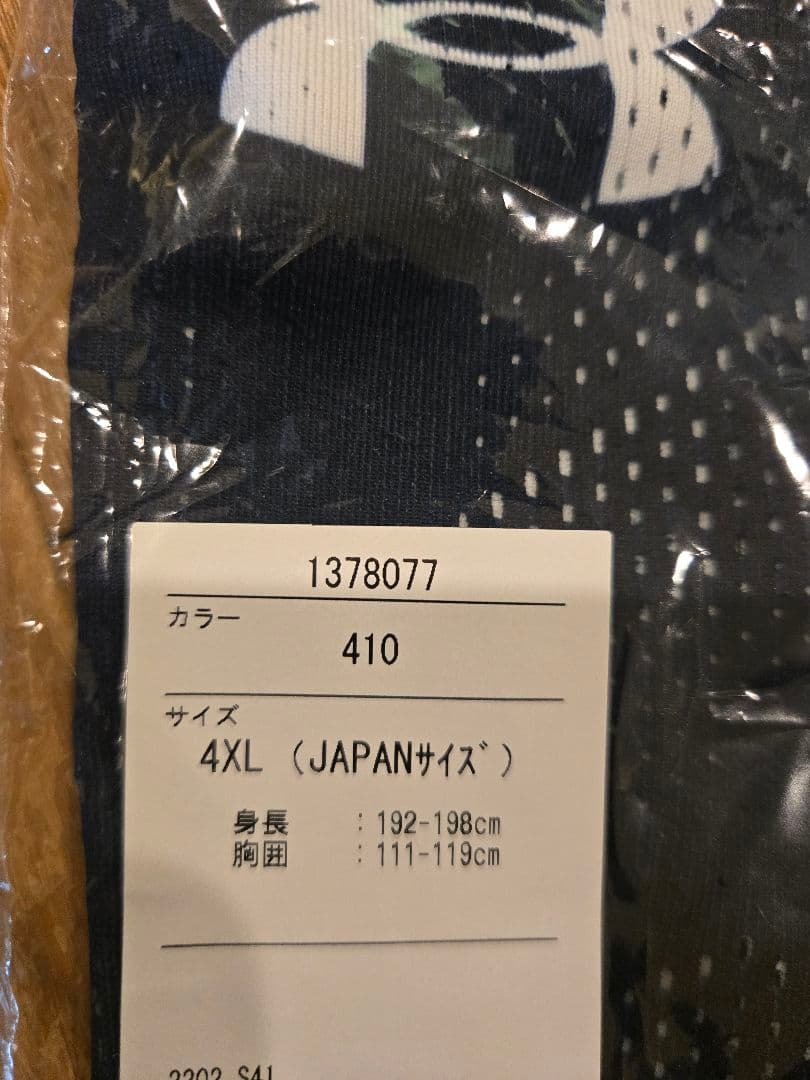 1378077
カラー
410
サイズ
4XL (JAPANサイズ)
身長 : 192-198cm
胸囲 : 111-119cm